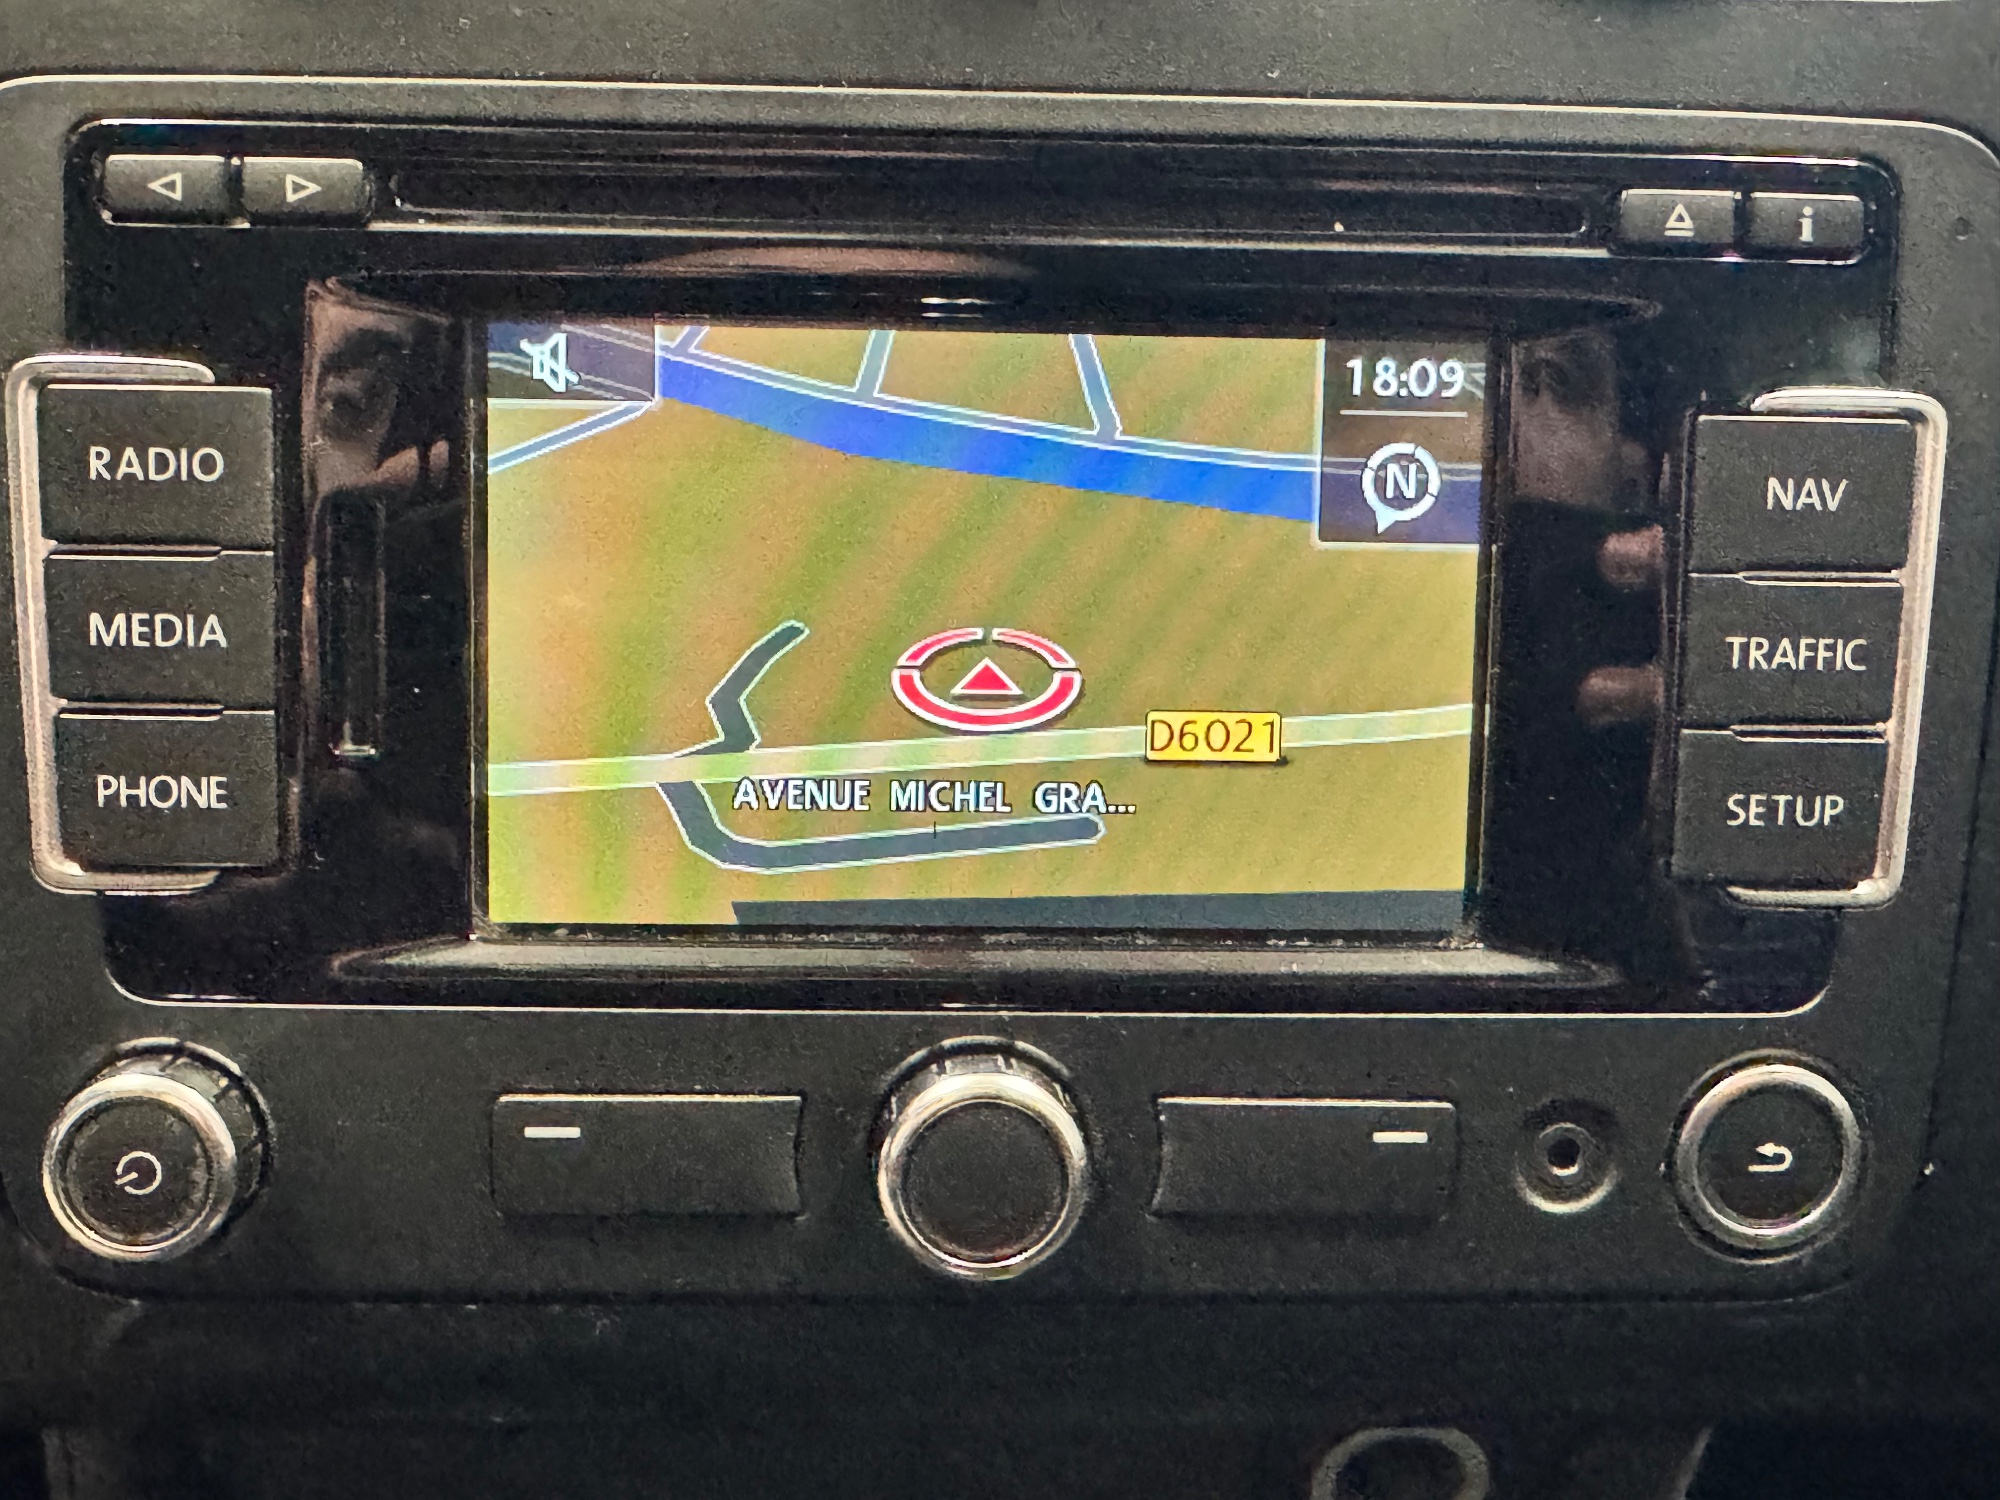 i
18:09
N
RADIO
NAV
MEDIA
TRAFFIC
D6021
PHONE
AVENUE MICHEL GRA...
SETUP